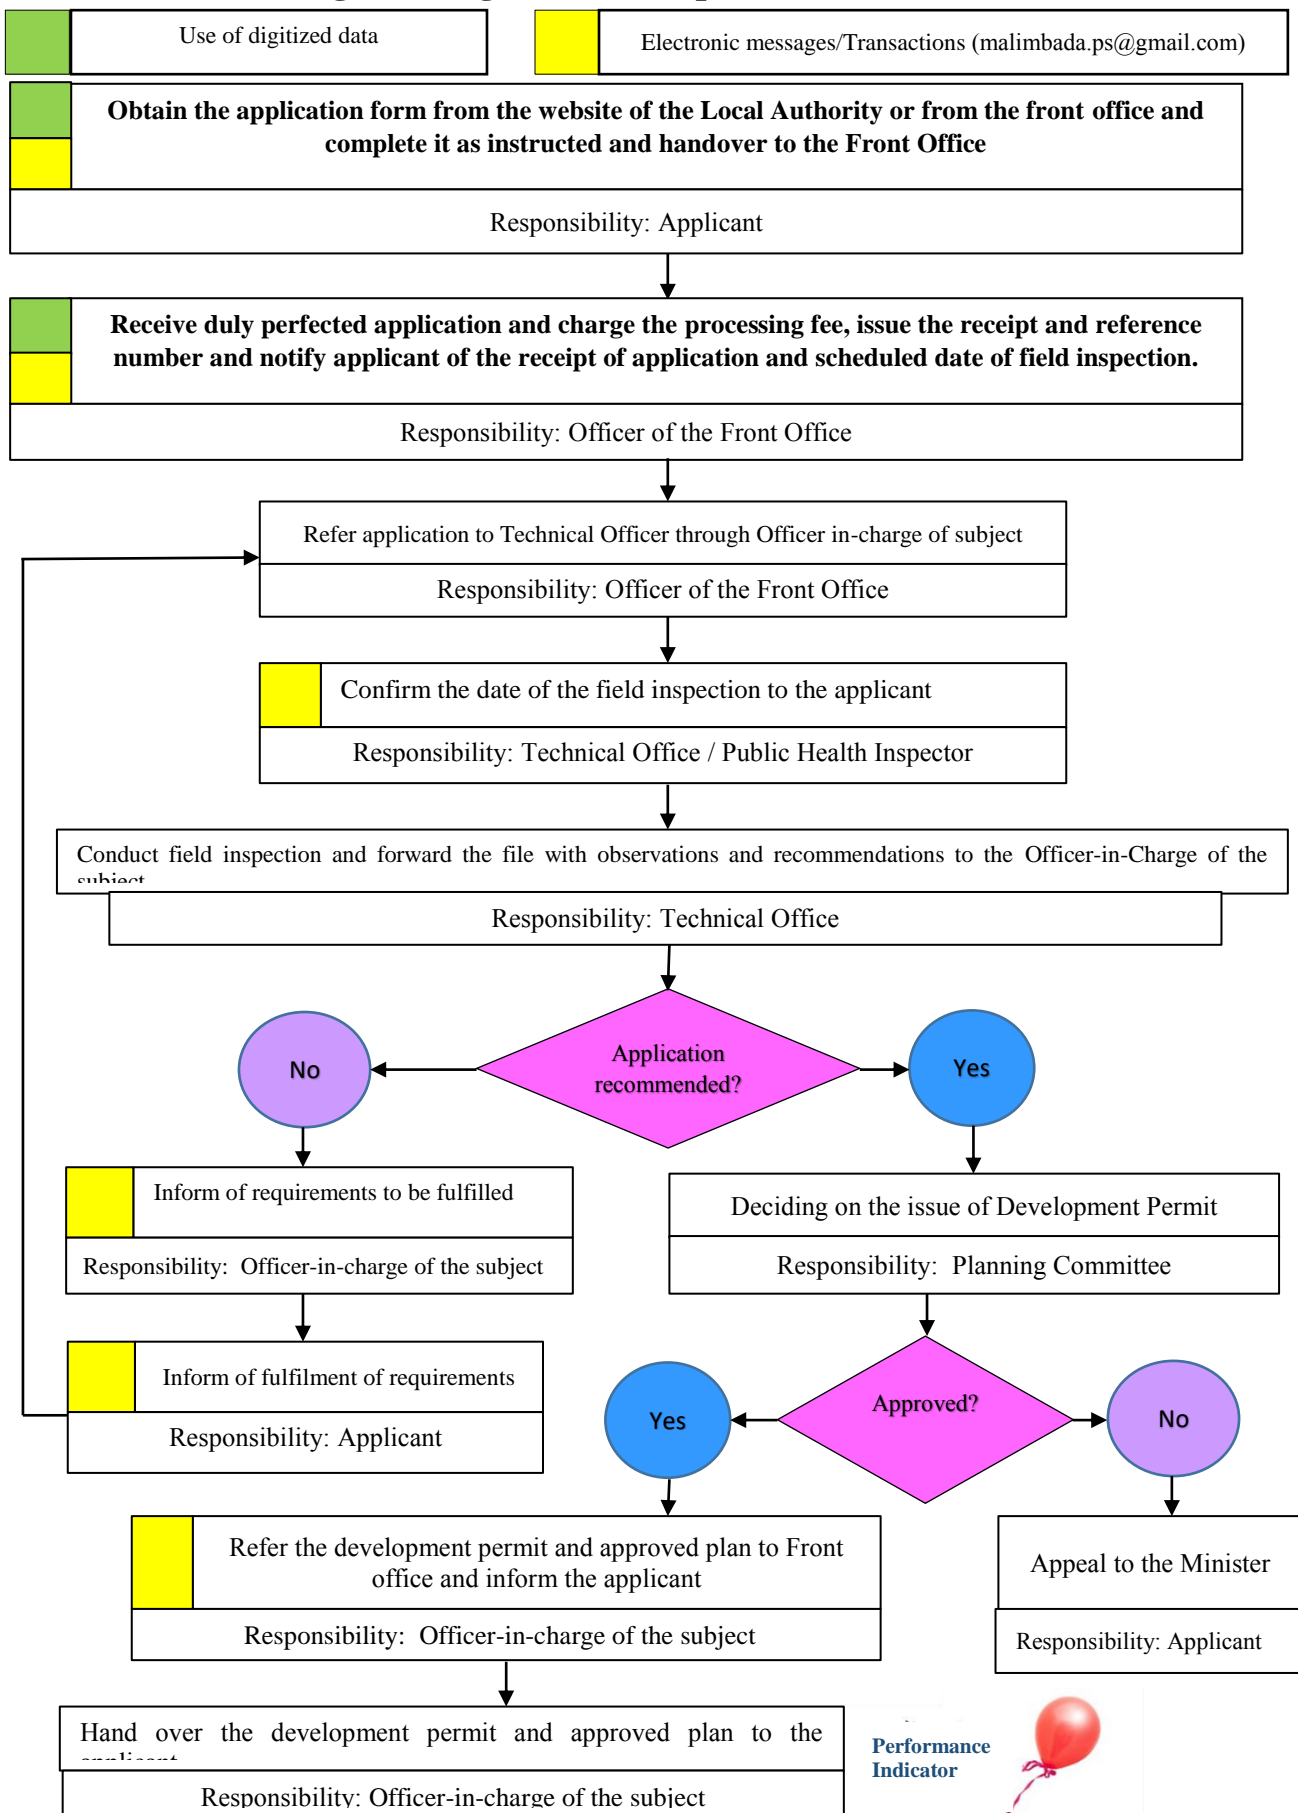 Use of digitized data
Electronic messages/Transactions (malimbada.ps@gmail.com)
Obtain the application form from the website of the Local Authority or from the front office and
complete it as instructed and handover to the Front Office
Responsibility: Applicant
Receive duly perfected application and charge the processing fee, issue the receipt and reference
number and notify applicant of the receipt of application and scheduled date of field inspection.
Responsibility: Officer of the Front Office
Refer application to Technical Officer through Officer in-charge of subject
Responsibility: Officer of the Front Office
Confirm the date of the field inspection to the applicant
Responsibility: Technical Office / Public Health Inspector
Conduct field inspection and forward the file with observations and recommendations to the Officer-in-Charge of the
subject
Responsibility: Technical Office
Application
recommended?
No
Yes
Inform of requirements to be fulfilled
Responsibility: Officer-in-charge of the subject
Deciding on the issue of Development Permit
Responsibility: Planning Committee
Inform of fulfilment of requirements
Responsibility: Applicant
Approved?
Yes
No
Refer the development permit and approved plan to Front
office and inform the applicant
Responsibility: Officer-in-charge of the subject
Appeal to the Minister
Responsibility: Applicant
Hand over the development permit and approved plan to the
applicant
Responsibility: Officer-in-charge of the subject
Performance
Indicator